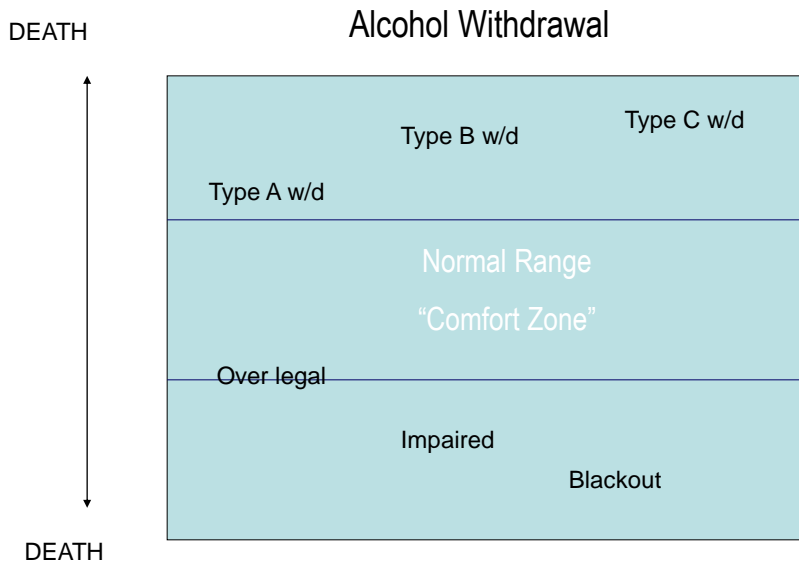 Alcohol Withdrawal
DEATH
Type C w/d
Type B w/d
Type A w/d
Normal Range
“Comfort Zone”
Over legal
Impaired
Blackout
DEATH